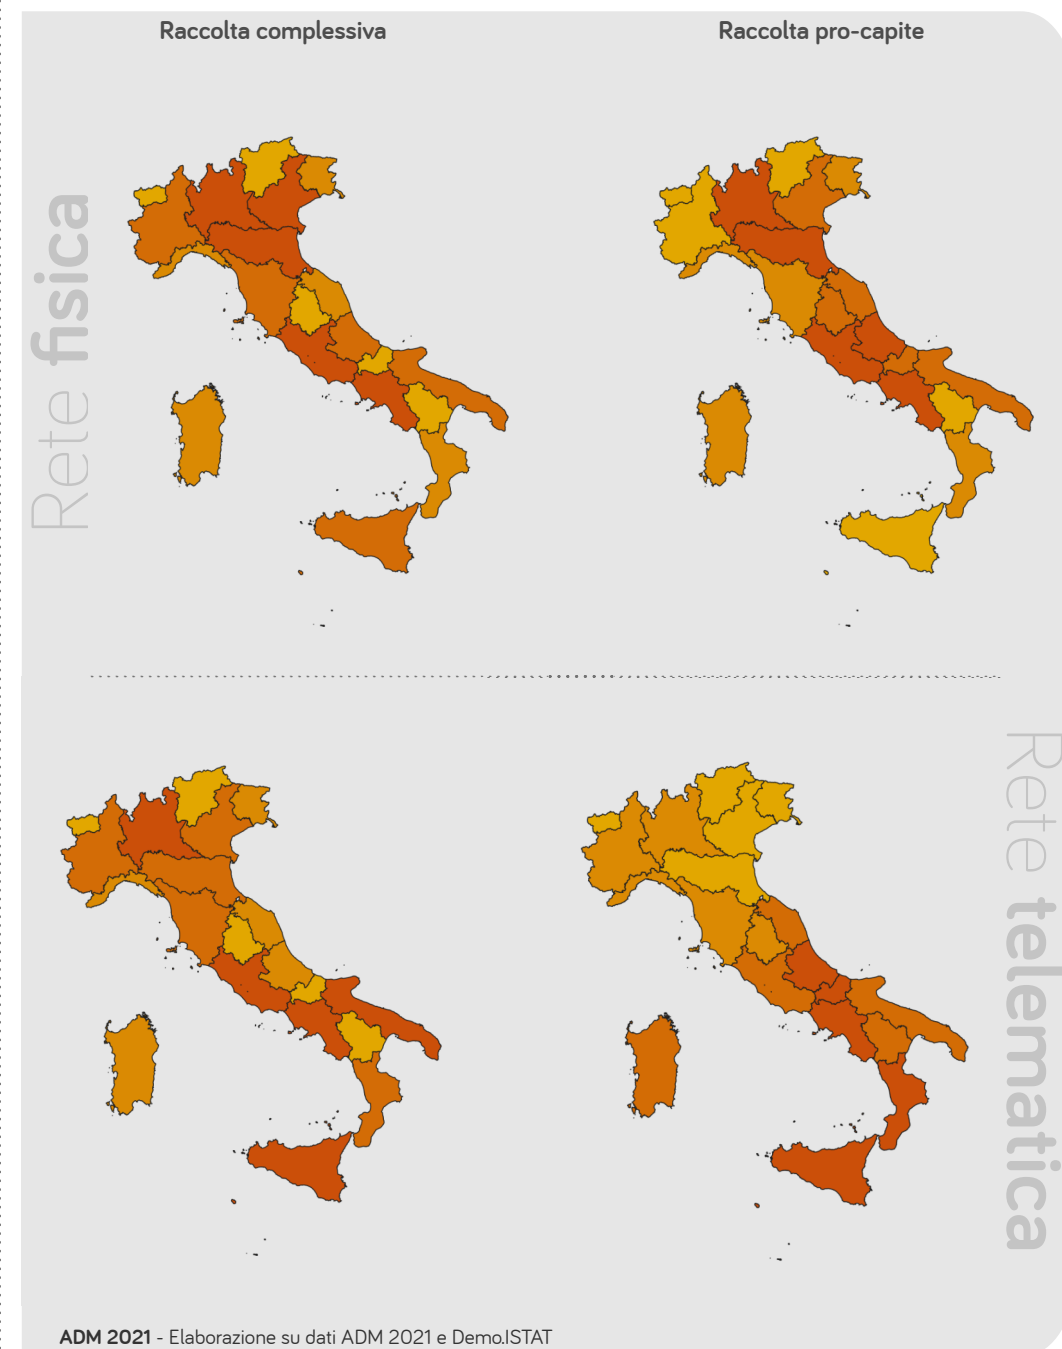 Raccolta complessiva
Raccolta pro-capite
Rete fisica
Rete telematica
ADM 2021 - Elaborazione su dati ADM 2021 e Demo.ISTAT